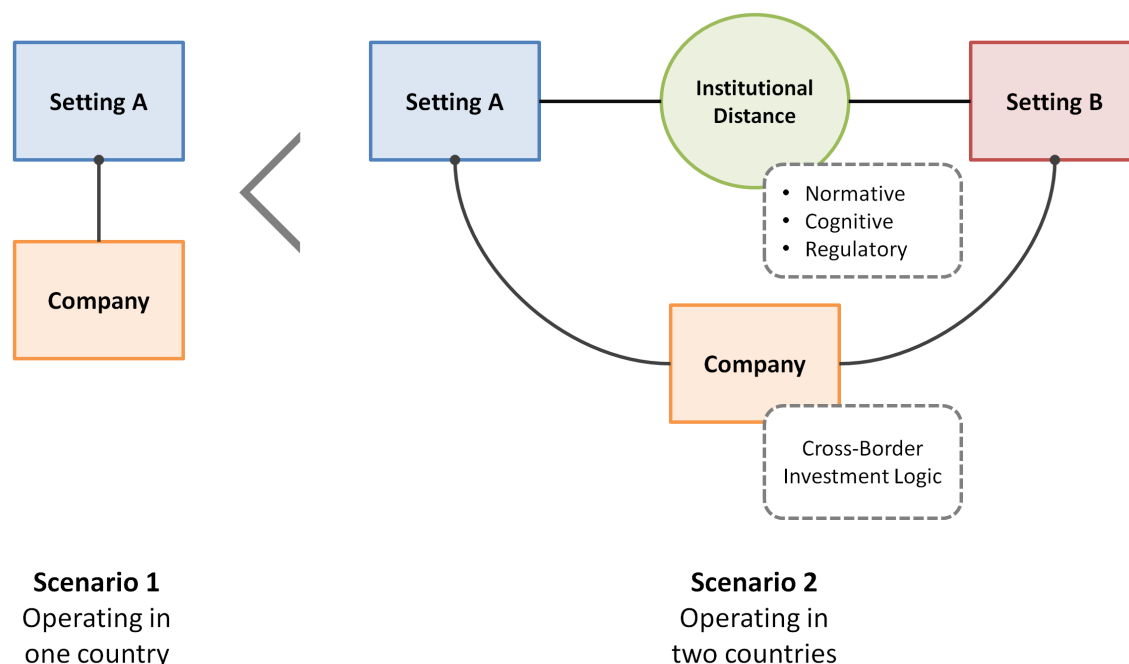 Setting A
Company
Setting A
Institutional
Distance
Setting B
• Normative
• Cognitive
• Regulatory
Company
Cross-Border
Investment Logic
Scenario 1
Operating in
one country
Scenario 2
Operating in
two countries